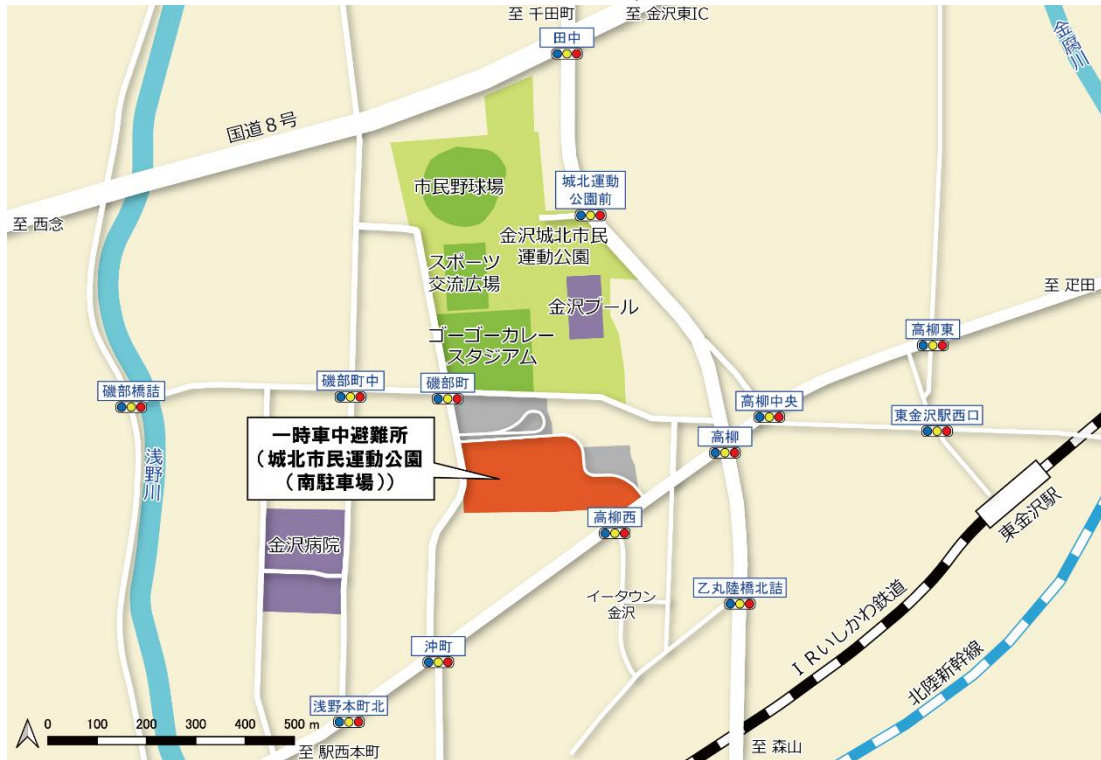 至 千田町
至 金沢東IC
田中
金腐川
国道8号
市民野球場
城北運動
公園前
至 西念
金沢城北市民
運動公園
スポーツ
交流広場
金沢プール
至 疋田
高柳東
ゴーゴーカレー
スタジアム
磯部橋詰
磯部町中
磯部町
高柳中央
東金沢駅西口
高柳
一時車中避難所
(城北市民運動公園
(南駐車場))
浅野川
高柳西
東金沢駅
金沢病院
イータウン
金沢
乙丸陸橋北詰
IRいしかわ鉄道
沖町
北陸新幹線
浅野本町北
0 100 200 300 400 500 m
至 駅西本町
至 森山